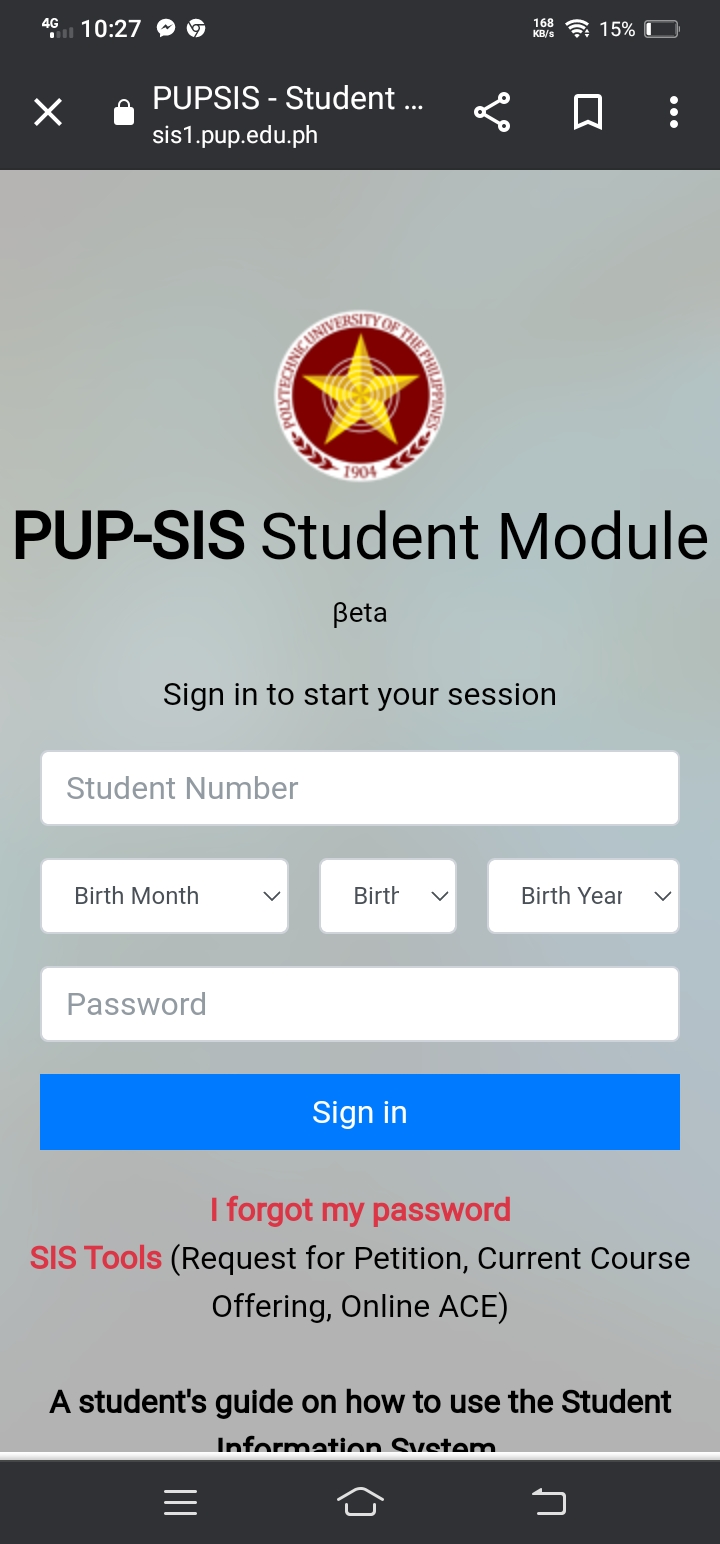 4G 10:27 168 KB/s 15%
PUPSIS - Student ...
sis1.pup.edu.ph
POLYTECHNIC UNIVERSITY OF THE PHILIPPINES
1904
PUP-SIS Student Module
βeta
Sign in to start your session
Student Number
Birth Month Birth Birth Year
Password
Sign in
I forgot my password
SIS Tools (Request for Petition, Current Course
Offering, Online ACE)
A student's guide on how to use the Student
Information System